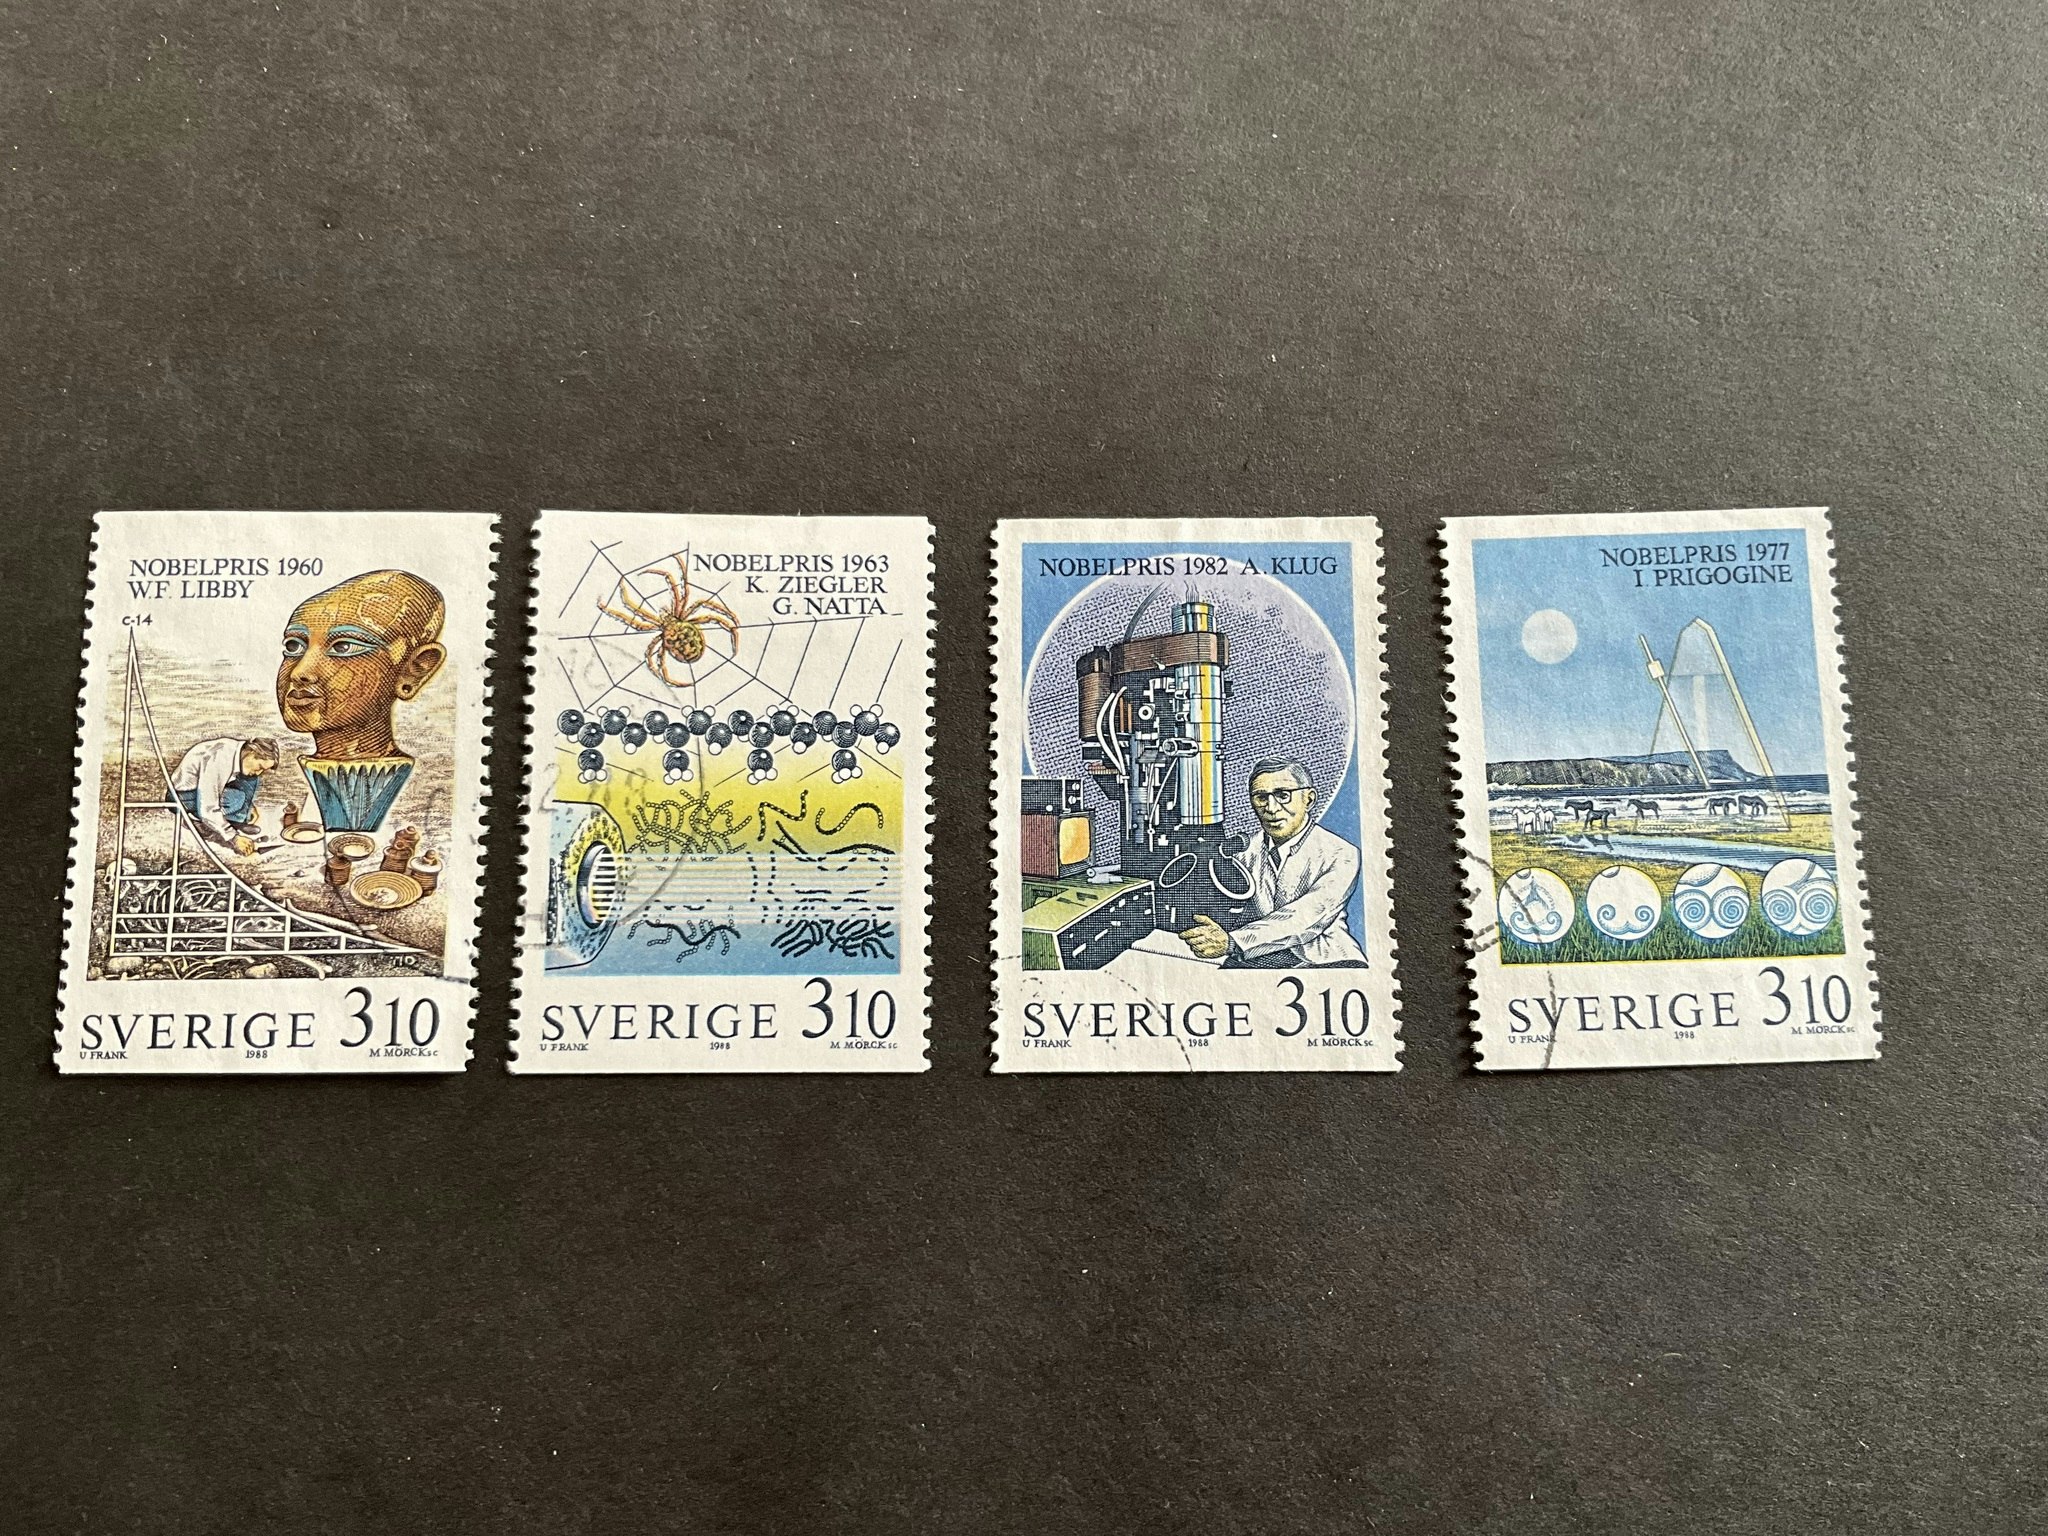 NOBELPRIS 1960
W.F. LIBBY
C-14
SVERIGE 310
U FRANK 1988 M MÖRCK sc
NOBELPRIS 1963
K. ZIEGLER
G. NATTA
SVERIGE 310
U FRANK 1988 M MÖRCK sc
NOBELPRIS 1982 A. KLUG
SVERIGE 310
U FRANK 1988 M MÖRCK sc
NOBELPRIS 1977
I. PRIGOGINE
SVERIGE 310
U FRANK 1988 M MÖRCK sc